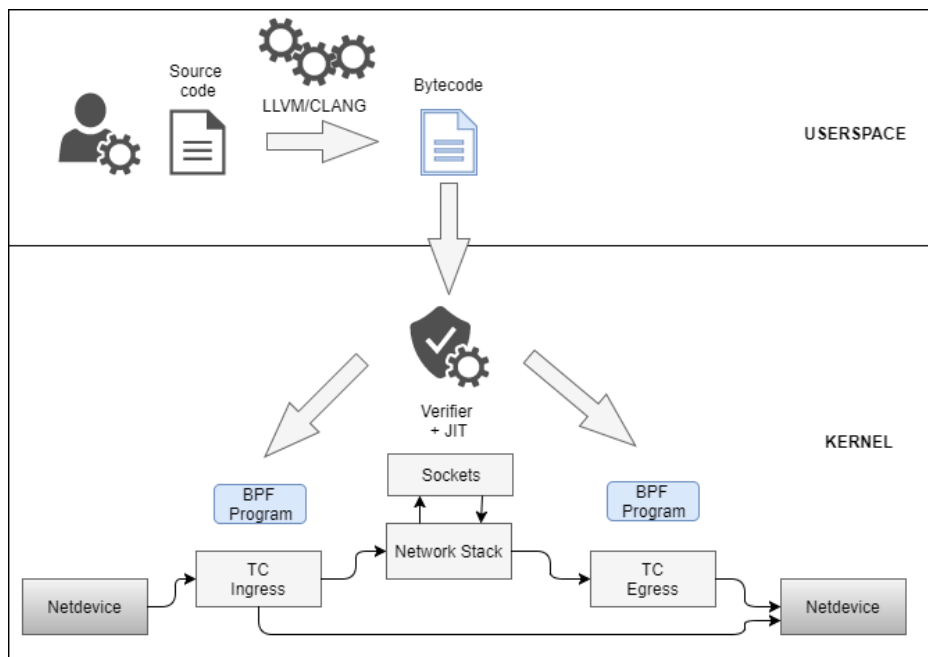 Source
code
LLVM/CLANG
Bytecode
USERSPACE
Verifier
+ JIT
KERNEL
Sockets
BPF
Program
BPF
Program
Network Stack
TC
Ingress
TC
Egress
Netdevice
Netdevice